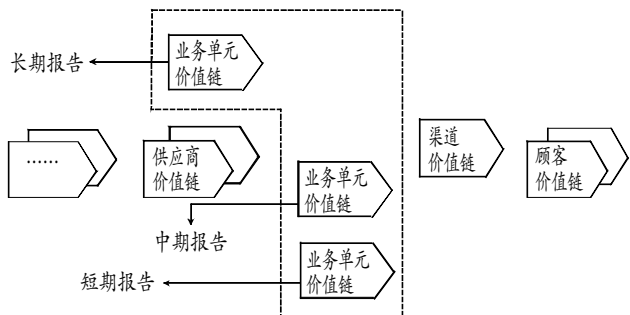 长期报告
业务单元
价值链
……
供应商
价值链
业务单元
价值链
渠道
价值链
顾客
价值链
中期报告
短期报告
业务单元
价值链